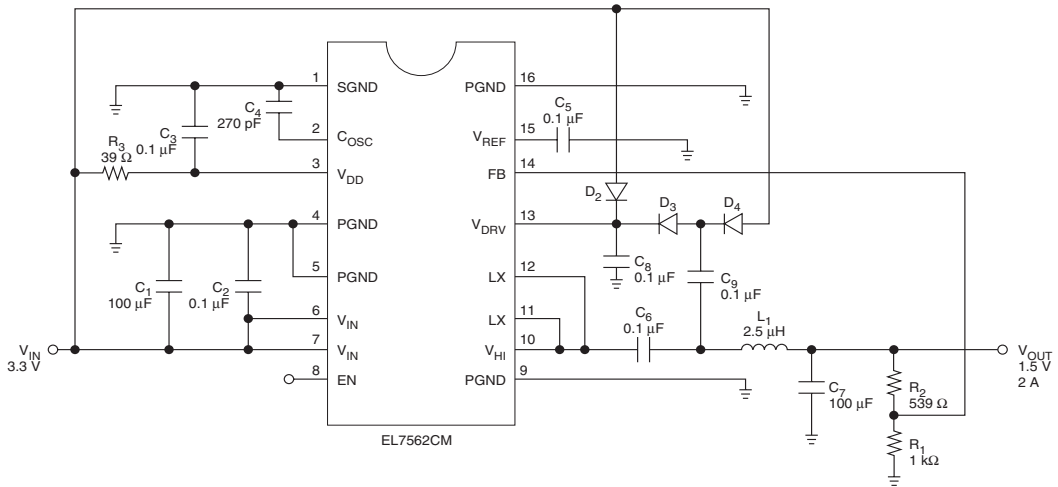 1
SGND
C4
270 pF
2
COSC
C3
0.1 µF
R3
39 Ω
3
VDD
4
PGND
5
PGND
C1
100 µF
C2
0.1 µF
6
VIN
7
VIN
VIN
3.3 V
8
EN
16
PGND
C5
0.1 µF
15
VREF
14
FB
D2
13
VDRV
D3
D4
12
LX
C8
0.1 µF
C9
0.1 µF
11
LX
C6
0.1 µF
10
VHI
L1
2.5 µH
9
PGND
C7
100 µF
R2
539 Ω
R1
1 kΩ
VOUT
1.5 V
2 A
EL7562CM